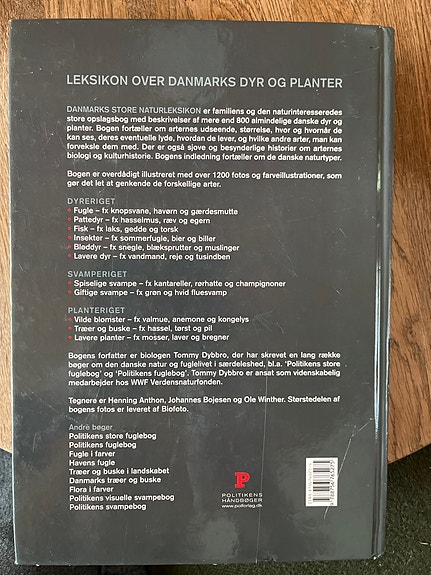 LEKSIKON OVER DANMARKS DYR OG PLANTER
DANMARKS STORE NATURLEKSIKON er familiens og den naturinteresseredes
store opslagsbog med beskrivelser af mere end 800 almindelige danske dyr og
planter. Bogen fortæller om arternes udseende, størrelse, hvor og hvornår de
kan ses, deres eventuelle lyde, hvordan de lever, og hvilke andre arter, man kan
forveksle dem med. Der er også sjove og besynderlige historier om arternes
biologi og kulturhistorie. Bogens indledning fortæller om de danske naturtyper.
Bogen er overdådigt illustreret med over 1200 fotos og farveillustrationer, som
gør det let at genkende de forskellige arter.
DYRERIGET
• Fugle – fx knopsvane, havørn og gærdesmutte
• Pattedyr – fx hasselmus, ræv og egern
• Fisk – fx laks, gedde og torsk
• Insekter – fx sommerfugle, bier og biller
• Bløddyr – fx snegle, blæksprutte og muslinger
• Lavere dyr – fx vandmand, reje og tusindben
SVAMPERIGET
• Spiselige svampe – fx kantareller, rørhatte og champignoner
• Giftige svampe – fx grøn og hvid fluesvamp
PLANTERIGET
• Vilde blomster – fx valmue, anemone og kongelys
• Træer og buske – fx hassel, tørst og pil
• Lavere planter – fx mosser, laver og bregner
Bogens forfatter er biologen Tommy Dybbro, der har skrevet en lang række
bøger om den danske natur og fuglelivet i særdeleshed, bl.a. 'Politikens store
fuglebog' og 'Politikens fuglebog'. Tommy Dybbro er ansat som videnskabelig
medarbejder hos WWF Verdensnaturfonden.
Tegnere er Henning Anthon, Johannes Bojesen og Ole Winther. Størstedelen af
bogens fotos er leveret af Biofoto.
Andre bøger
Politikens store fuglebog
Politikens fuglebog
Fugle i farver
Havens fugle
Træer og buske i landskabet
Danmarks træer og buske
Flora i farver
Politikens visuelle svampebog
Politikens svampebog
P
POLITIKENS
HÅNDBØGER
www.polforlag.dk